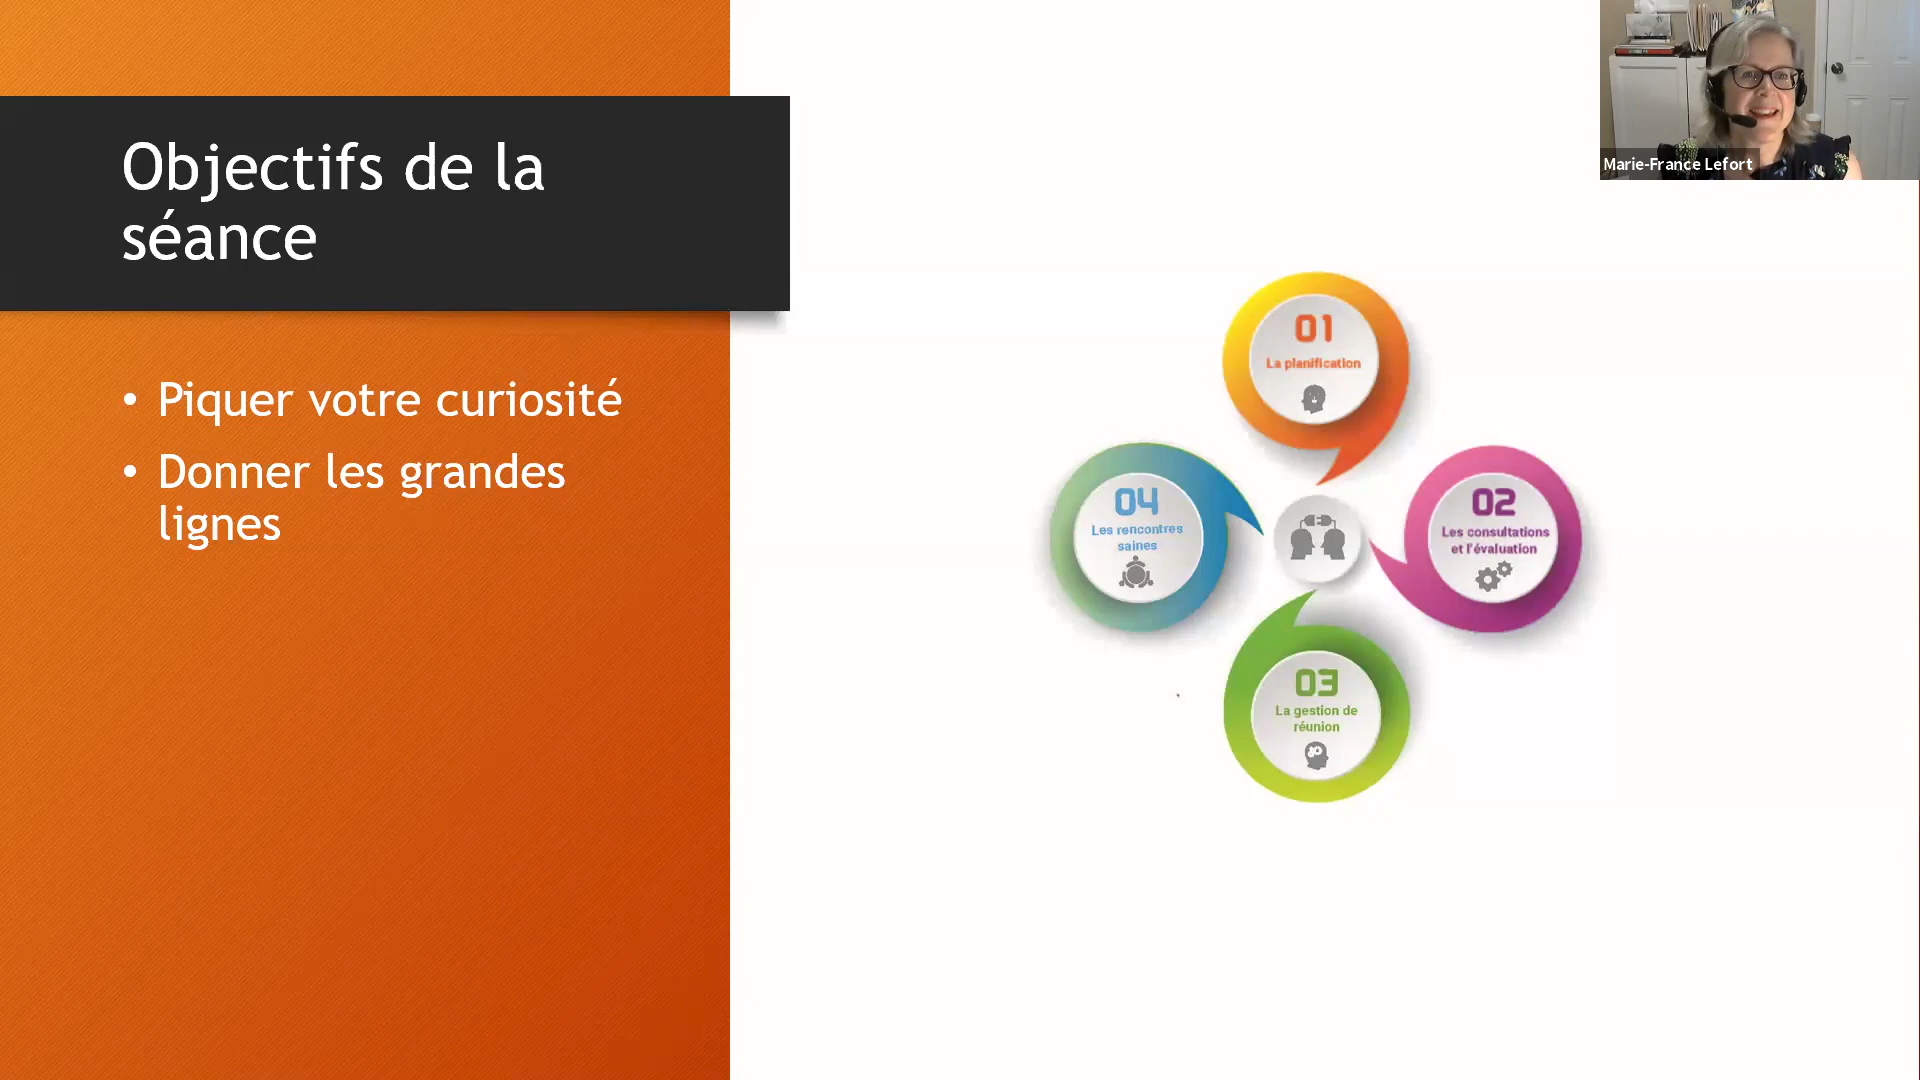 Objectifs de la
séance
• Piquer votre curiosité
• Donner les grandes
lignes
Marie-France Lefort
01
La planification
02
Les consultations
et l'évaluation
03
La gestion de
réunion
04
Les rencontres
saines